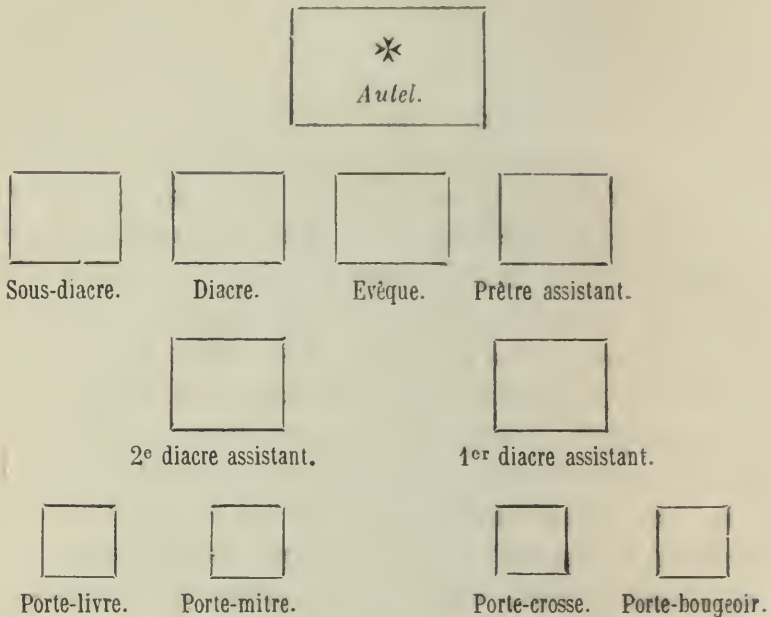 Autel.
Sous-diacre. Diacre. Evêque. Prêtre assistant.
2e diacre assistant. 1er diacre assistant.
Porte-livre. Porte-mitre. Porte-crosse. Porte-bougeoir.